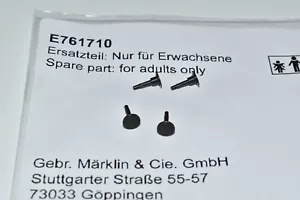 E761710
Ersatzteil: Nur für Erwachsene
Spare part: for adults only
Gebr. Märklin & Cie. GmbH
Stuttgarter Straße 55-57
73033 Göppingen